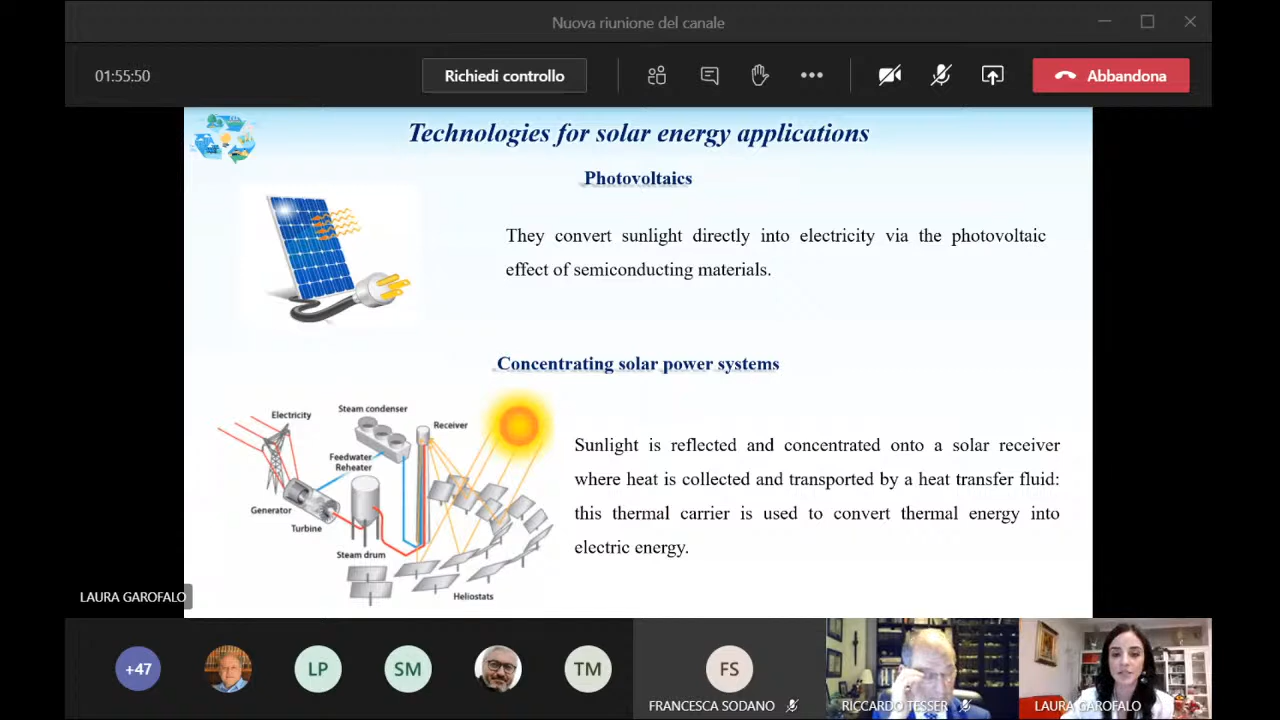 Nuova riunione del canale
01:55:50
Richiedi controllo
Abbandona
Technologies for solar energy applications
Photovoltaics
They convert sunlight directly into electricity via the photovoltaic
effect of semiconducting materials.
Concentrating solar power systems
Electricity
Steam condenser
Receiver
Feedwater
Reheater
Generator
Turbine
Steam drum
Heliostats
Sunlight is reflected and concentrated onto a solar receiver
where heat is collected and transported by a heat transfer fluid:
this thermal carrier is used to convert thermal energy into
electric energy.
LAURA GAROFALO
+47
LP
SM
TM
FS
FRANCESCA SODANO
RICCARDO TESSER
LAURA GAROFALO